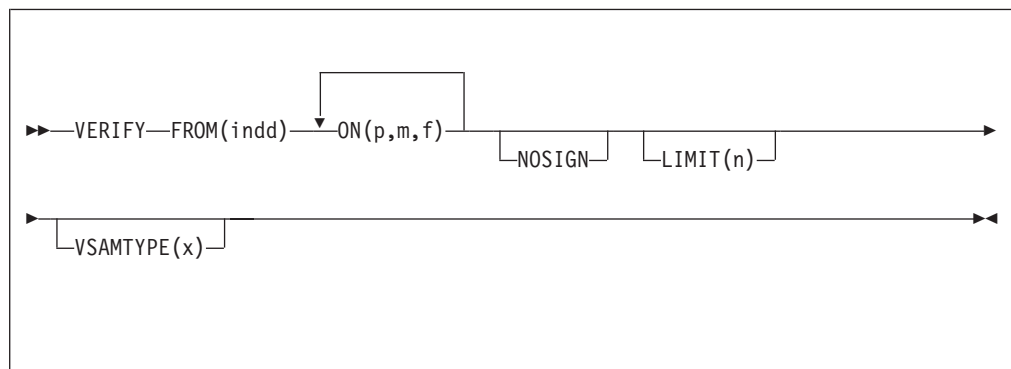 VERIFY FROM(indd) ON(p,m,f)
NOSIGN LIMIT(n)
VSAMTYPE(x)